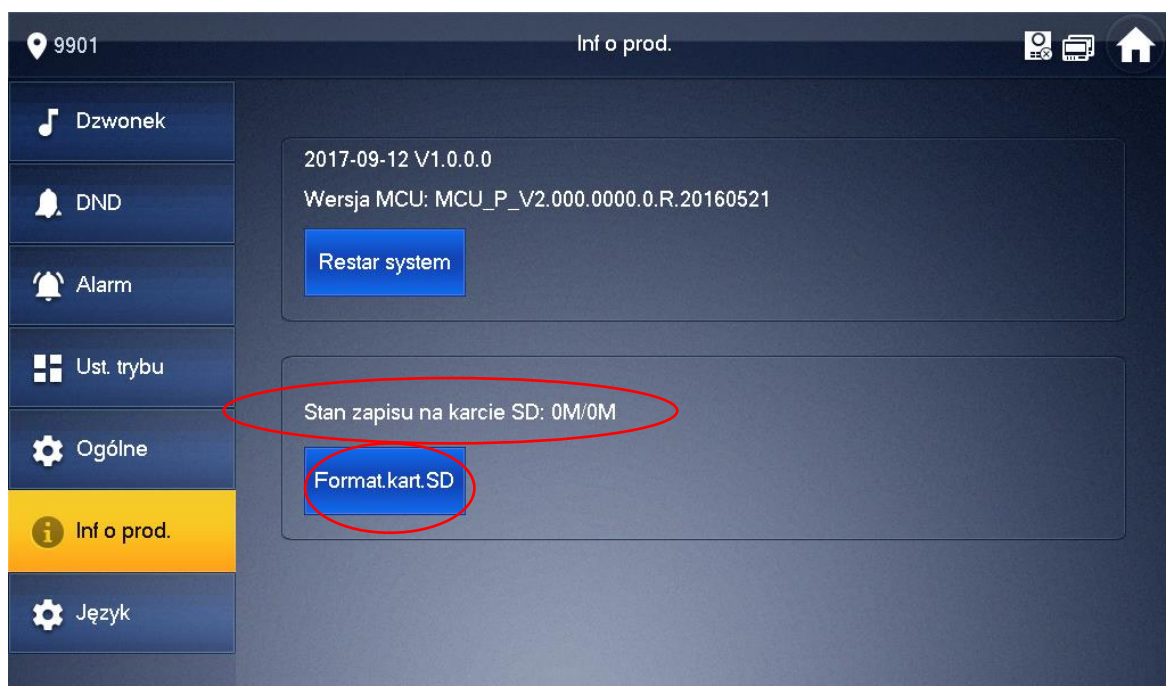 9901
Inf o prod.
Dzwonek
DND
Alarm
Ust. trybu
Ogólne
Inf o prod.
Język
2017-09-12 V1.0.0.0
Wersja MCU: MCU_P_V2.000.0000.0.R.20160521
Restar system
Stan zapisu na karcie SD: 0M/0M
Format.kart.SD